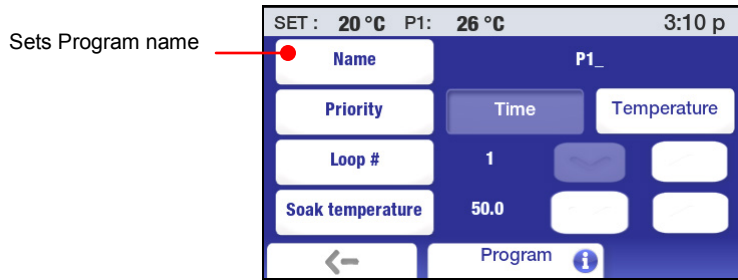 SET : 20 °C P1: 26 °C 3:10 p
Sets Program name
Name P1_
Priority Time Temperature
Loop # 1
Soak temperature 50.0
Program i